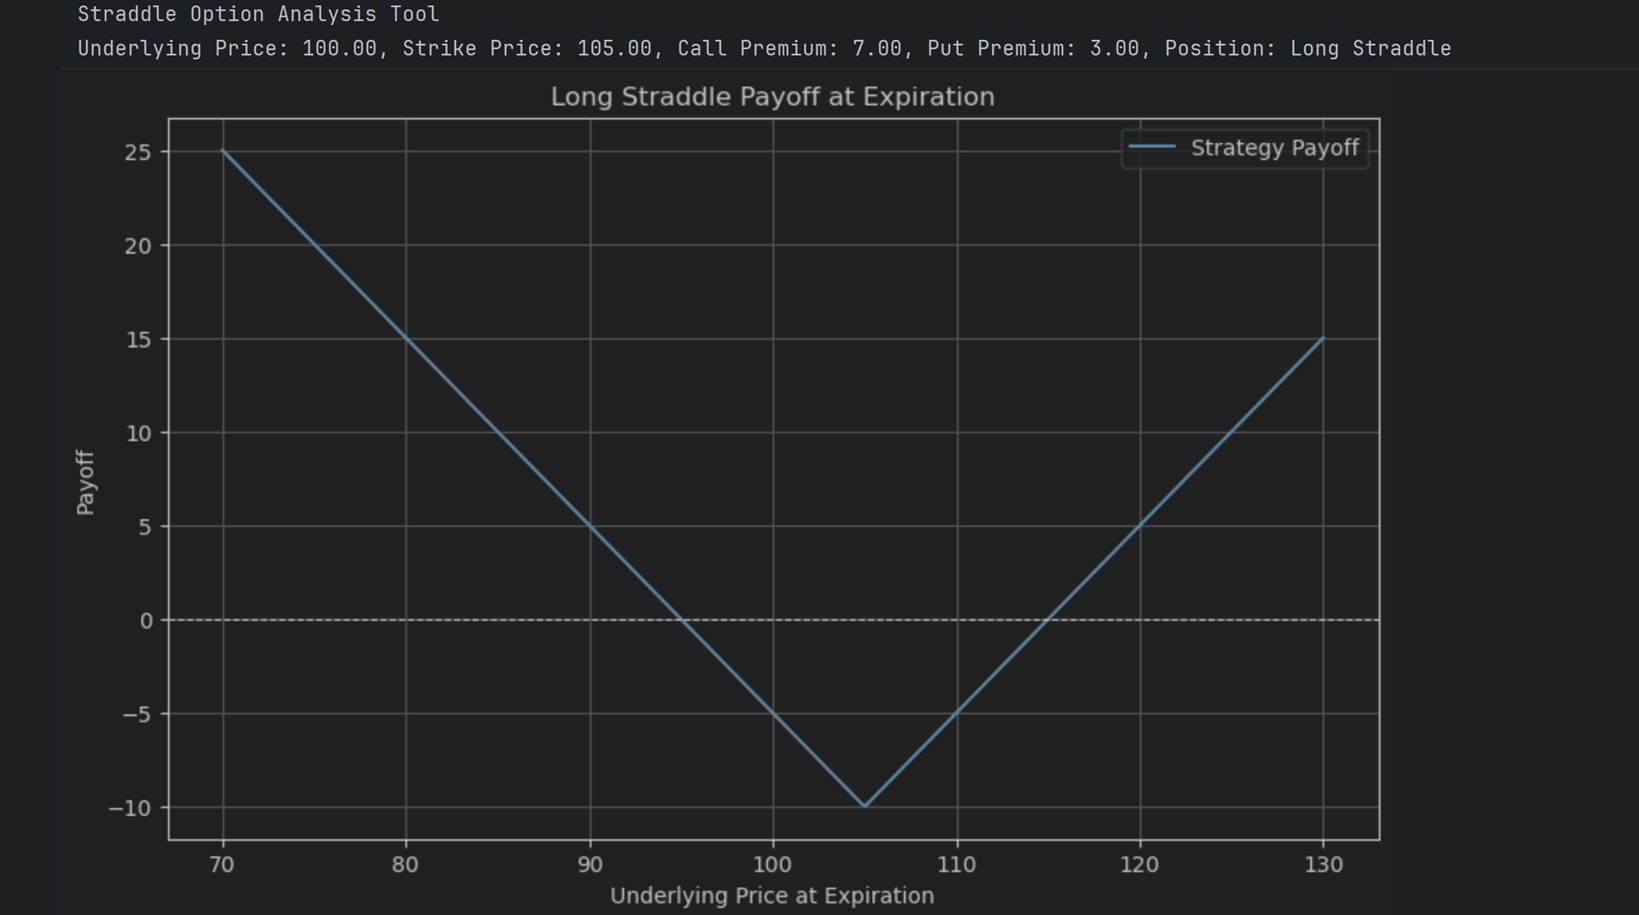 Straddle Option Analysis Tool
Underlying Price: 100.00, Strike Price: 105.00, Call Premium: 7.00, Put Premium: 3.00, Position: Long Straddle
Long Straddle Payoff at Expiration
Strategy Payoff
25
20
15
10
5
0
−5
−10
Payoff
70 80 90 100 110 120 130
Underlying Price at Expiration